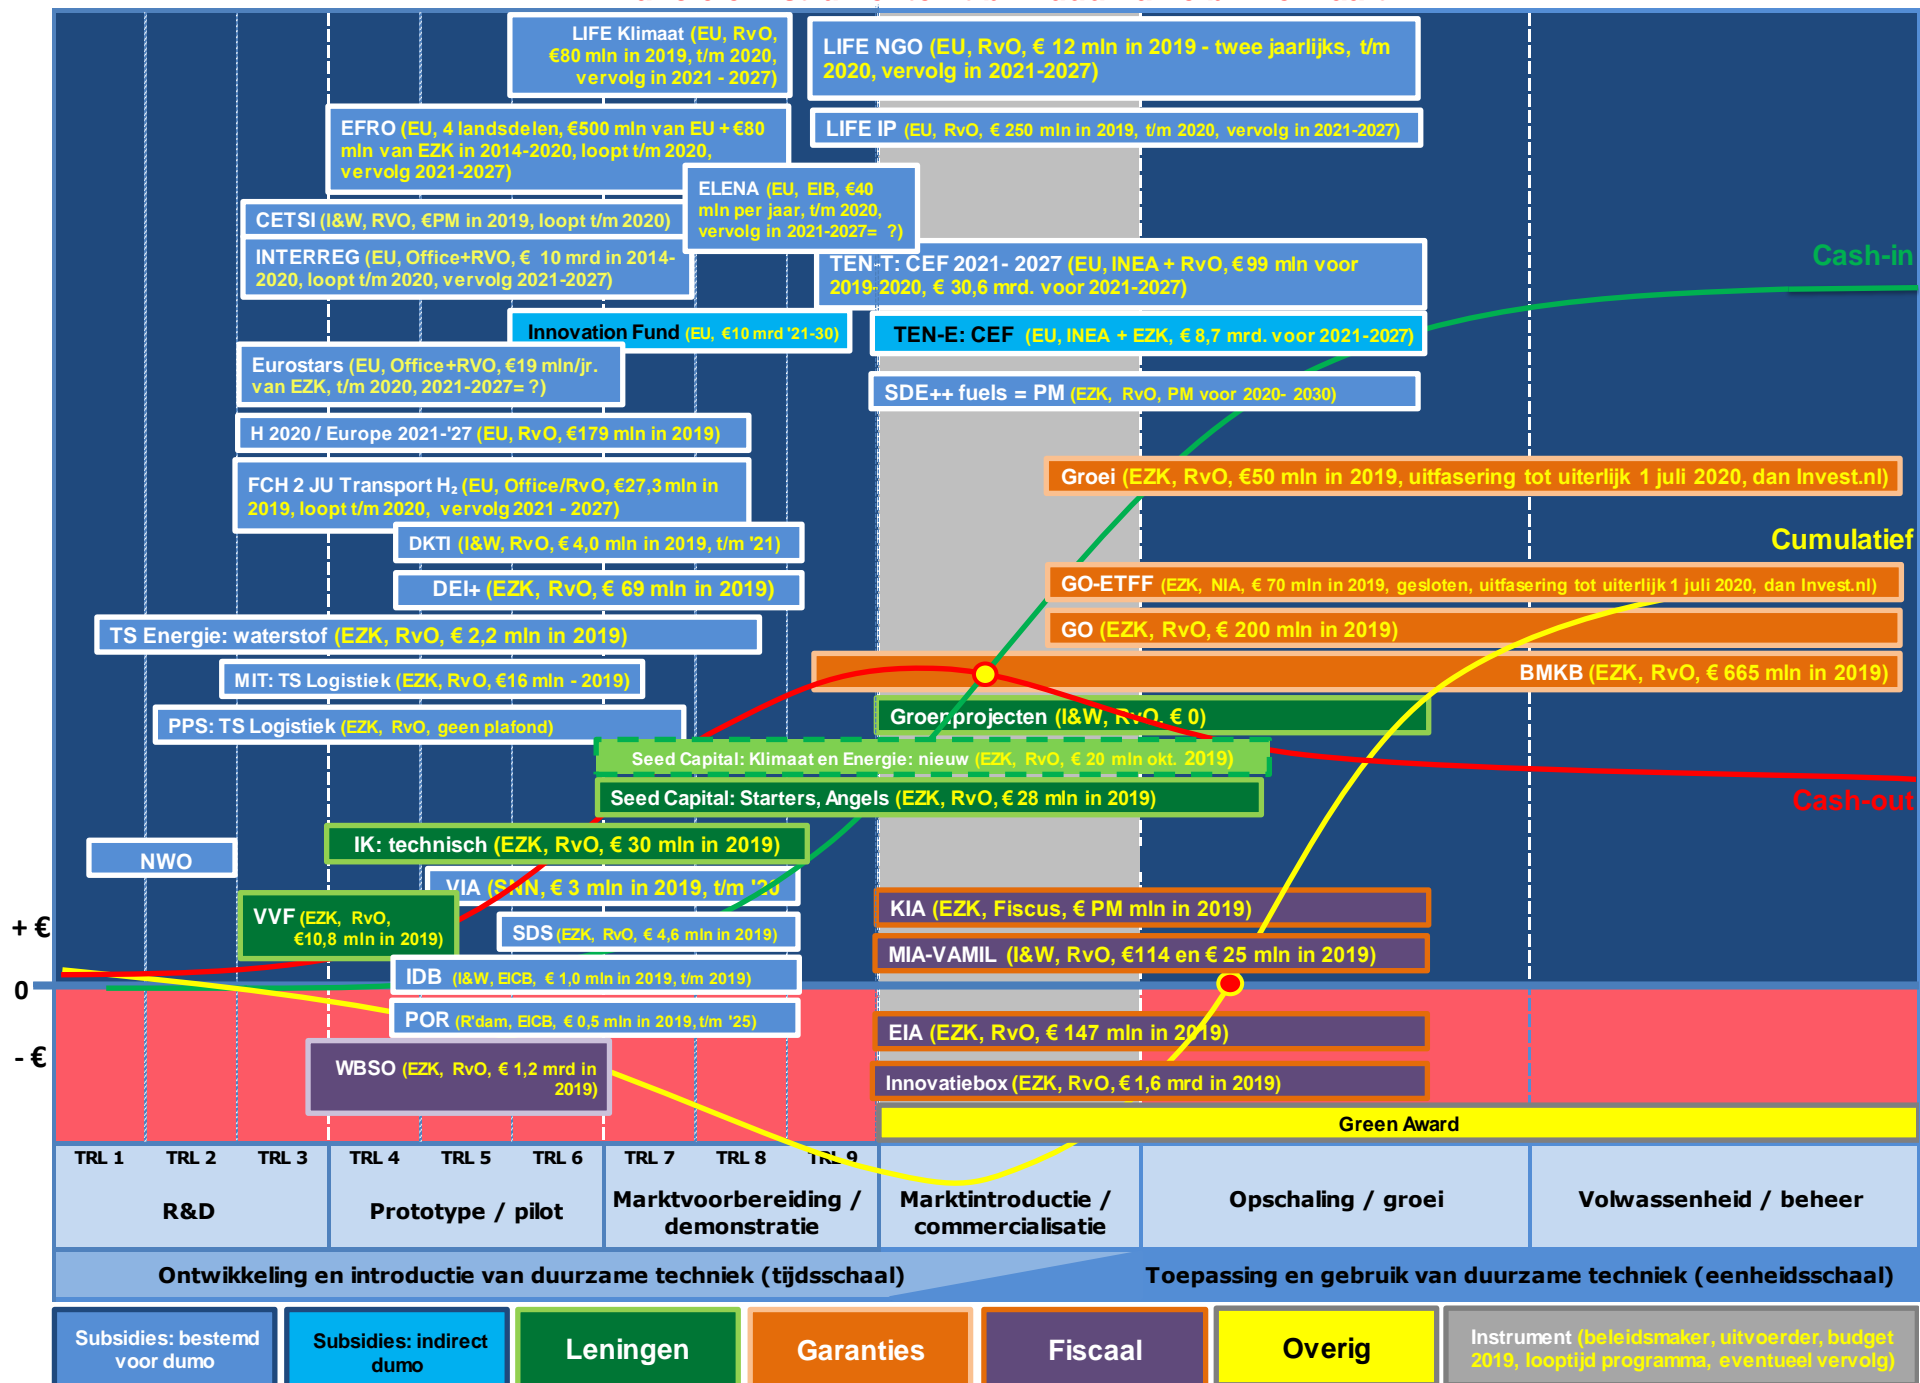 LIFE Klimaat (EU, RvO,
€80 mln in 2019, t/m 2020,
vervolg in 2021 - 2027)
LIFE NGO (EU, RvO, € 12 mln in 2019 - twee jaarlijks, t/m
2020, vervolg in 2021-2027)
EFRO (EU, 4 landsdelen, €500 mln van EU + €80
mln van EZK in 2014-2020, loopt t/m 2020,
vervolg 2021-2027)
LIFE IP (EU, RvO, € 250 mln in 2019, t/m 2020, vervolg in 2021-2027)
ELENA (EU, EIB, €40
mln per jaar, t/m 2020,
vervolg in 2021-2027= ?)
CETSI (I&W, RVO, €PM in 2019, loopt t/m 2020)
INTERREG (EU, Office+RVO, € 10 mrd in 2014-
2020, loopt t/m 2020, vervolg 2021-2027)
TEN-T: CEF 2021- 2027 (EU, INEA + RvO, € 99 mln voor
2019-2020, € 30,6 mrd. voor 2021-2027)
Cash-in
Innovation Fund (EU, €10 mrd '21-30)
TEN-E: CEF (EU, INEA + EZK, € 8,7 mrd. voor 2021-2027)
Eurostars (EU, Office+RVO, €19 mln/jr.
van EZK, t/m 2020, 2021-2027= ?)
SDE++ fuels = PM (EZK, RvO, PM voor 2020- 2030)
H 2020 / Europe 2021-'27 (EU, RvO, €179 mln in 2019)
FCH 2 JU Transport H₂ (EU, Office/RvO, €27,3 mln in
2019, loopt t/m 2020, vervolg 2021 - 2027)
Groei (EZK, RvO, €50 mln in 2019, uitfasering tot uiterlijk 1 juli 2020, dan Invest.nl)
DKTI (I&W, RvO, € 4,0 mln in 2019, t/m '21)
Cumulatief
DEI+ (EZK, RvO, € 69 mln in 2019)
GO-ETFF (EZK, NIA, € 70 mln in 2019, gesloten, uitfasering tot uiterlijk 1 juli 2020, dan Invest.nl)
TS Energie: waterstof (EZK, RvO, € 2,2 mln in 2019)
GO (EZK, RvO, € 200 mln in 2019)
MIT: TS Logistiek (EZK, RvO, €16 mln - 2019)
BMKB (EZK, RvO, € 665 mln in 2019)
PPS: TS Logistiek (EZK, RvO, geen plafond)
Groenprojecten (I&W, RvO, € 0)
Seed Capital: Klimaat en Energie: nieuw (EZK, RvO, € 20 mln okt. 2019)
Seed Capital: Starters, Angels (EZK, RvO, € 28 mln in 2019)
Cash-out
IK: technisch (EZK, RvO, € 30 mln in 2019)
NWO
VIA (SNN, € 3 mln in 2019, t/m '20
VVF (EZK, RvO,
€10,8 mln in 2019)
KIA (EZK, Fiscus, € PM mln in 2019)
+ €
SDS (EZK, RvO, € 4,6 mln in 2019)
MIA-VAMIL (I&W, RvO, €114 en € 25 mln in 2019)
IDB (I&W, EICB, € 1,0 mln in 2019, t/m 2019)
0
POR (R'dam, EICB, € 0,5 mln in 2019, t/m '25)
EIA (EZK, RvO, € 147 mln in 2019)
- €
WBSO (EZK, RvO, € 1,2 mrd in
2019)
Innovatiebox (EZK, RvO, € 1,6 mrd in 2019)
Green Award
TRL 1 TRL 2 TRL 3 TRL 4 TRL 5 TRL 6 TRL 7 TRL 8 TRL 9
R&D
Prototype / pilot
Marktvoorbereiding /
demonstratie
Marktintroductie /
commercialisatie
Opschaling / groei
Volwassenheid / beheer
Ontwikkeling en introductie van duurzame techniek (tijdsschaal)
Toepassing en gebruik van duurzame techniek (eenheidsschaal)
Subsidies: bestemd
voor dumo
Subsidies: indirect
dumo
Leningen
Garanties
Fiscaal
Overig
Instrument (beleidsmaker, uitvoerder, budget
2019, looptijd programma, eventueel vervolg)